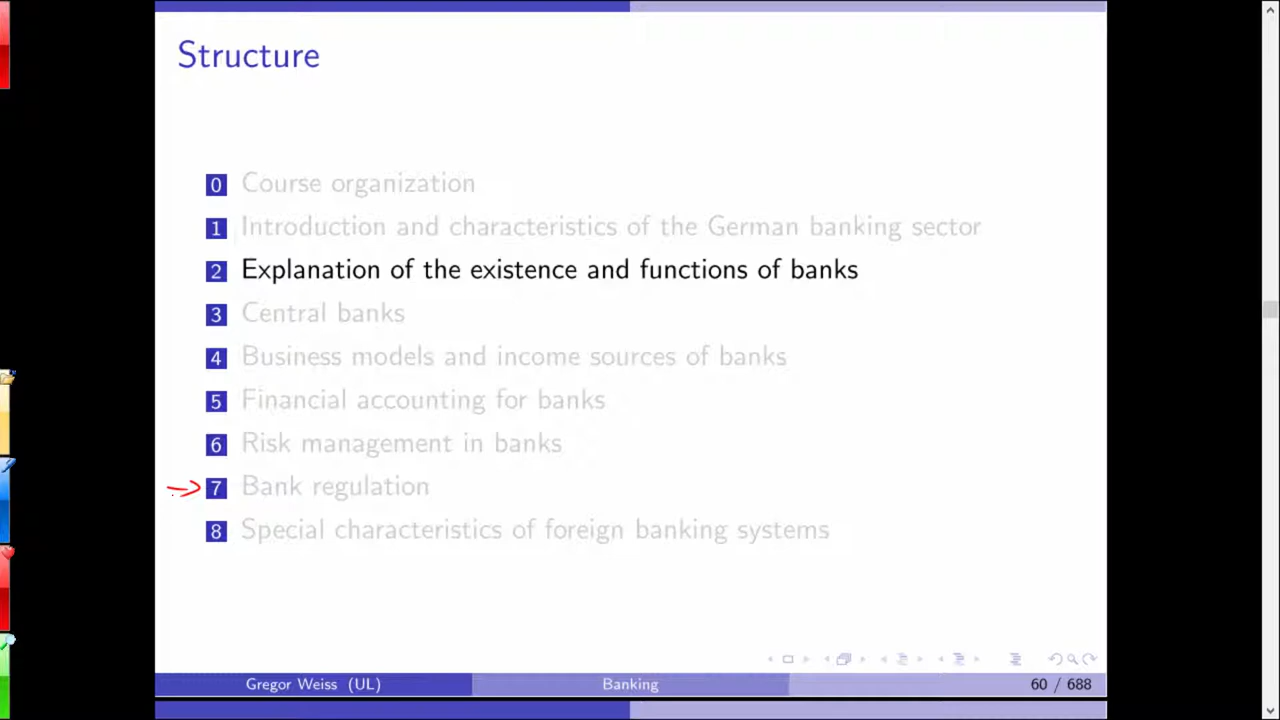 Structure
0 Course organization
1 Introduction and characteristics of the German banking sector
2 Explanation of the existence and functions of banks
3 Central banks
4 Business models and income sources of banks
5 Financial accounting for banks
6 Risk management in banks
7 Bank regulation
8 Special characteristics of foreign banking systems
Gregor Weiss (UL) Banking 60 / 688